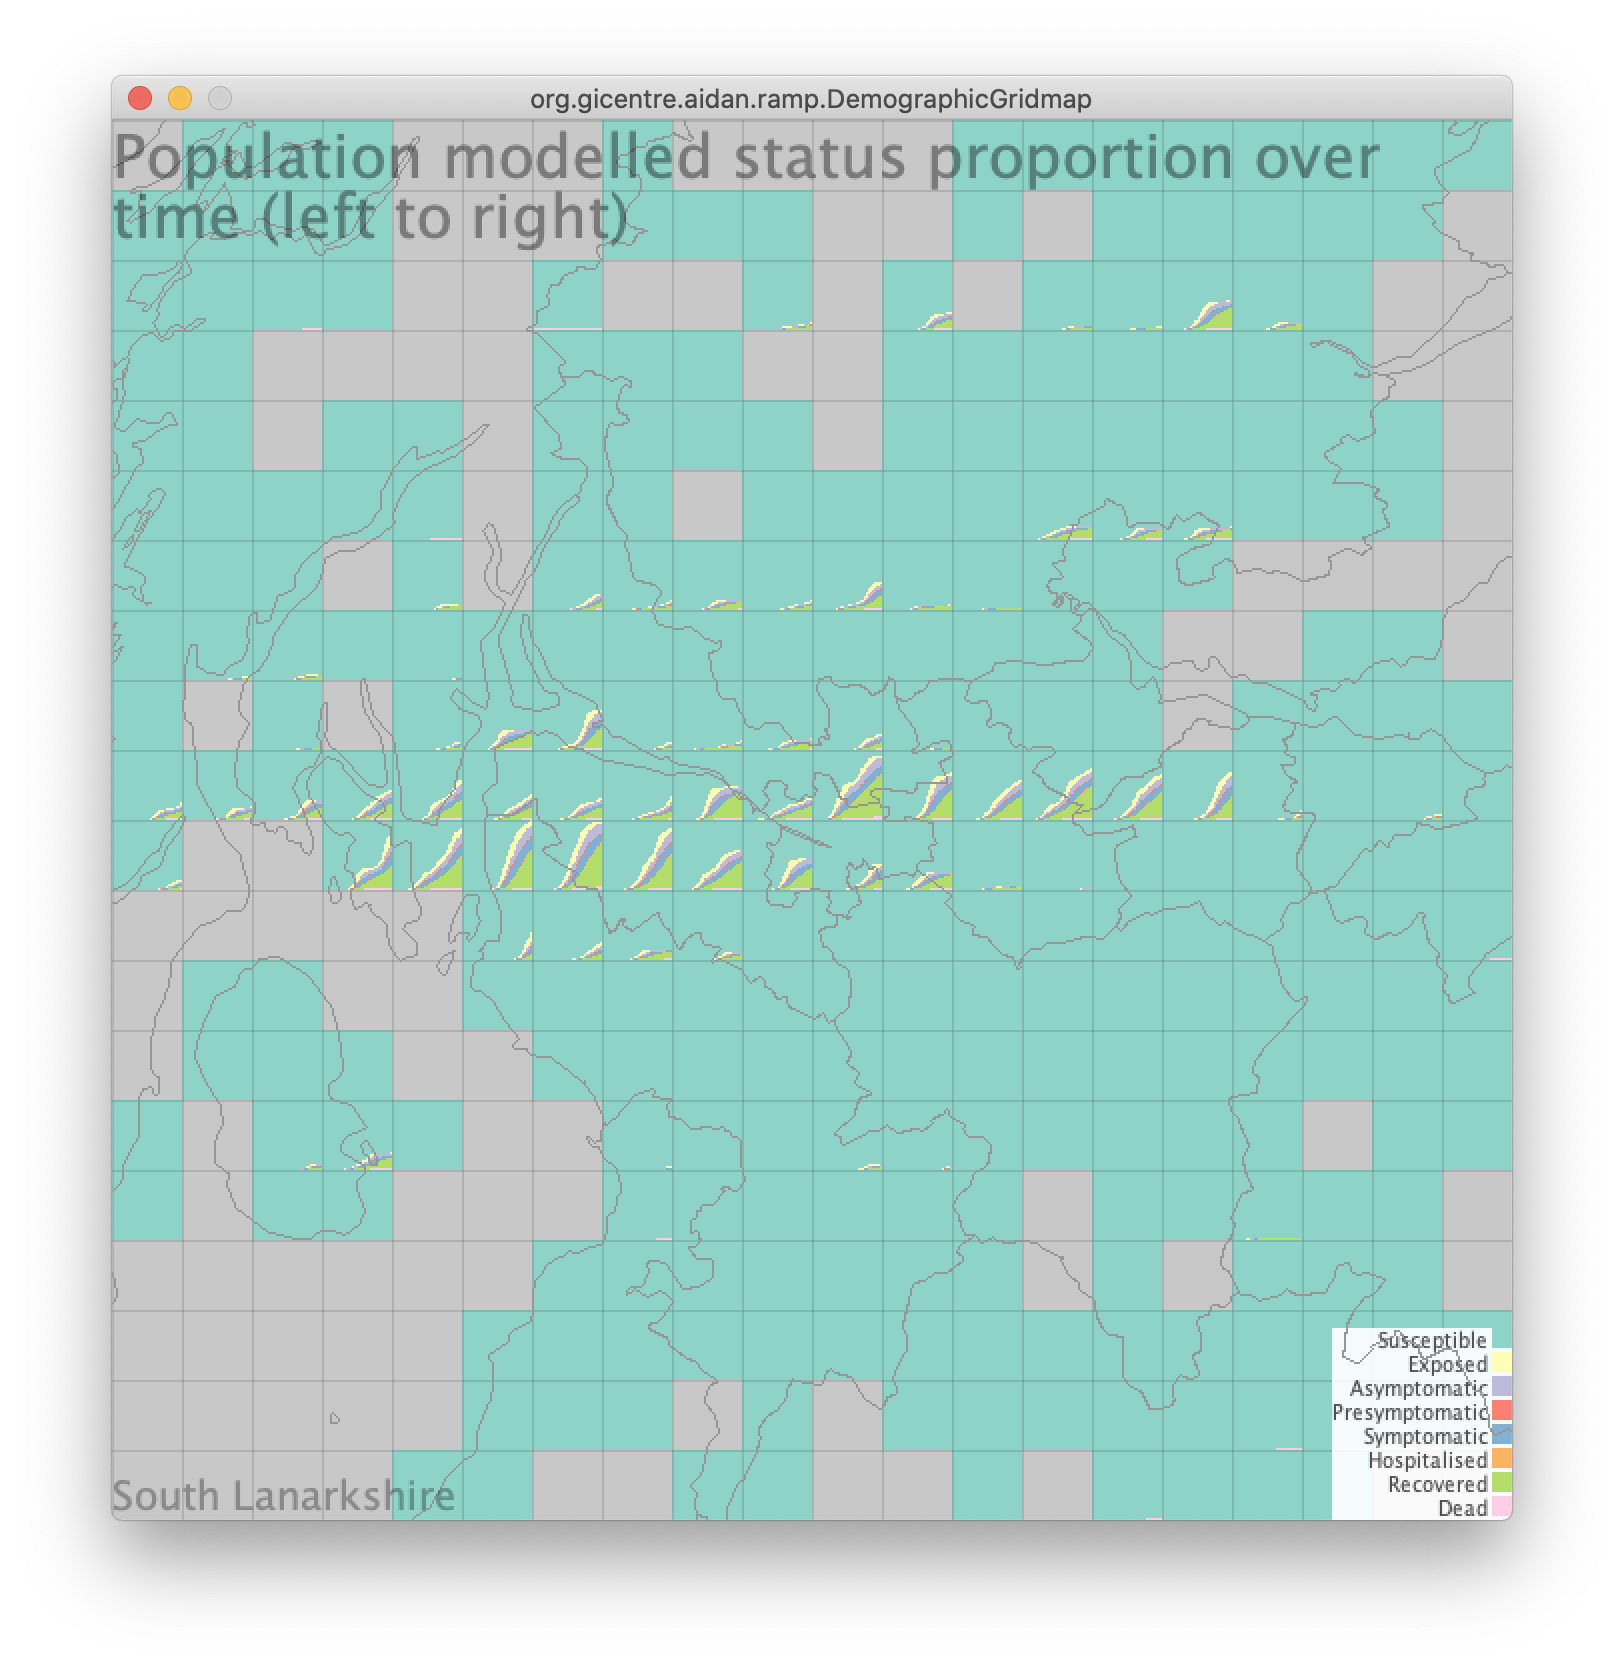 org.gicentre.aidan.ramp.DemographicGridmap
Population modelled status proportion over
time (left to right)
South Lanarkshire
Susceptible
Exposed
Asymptomatic
Presymptomatic
Symptomatic
Hospitalised
Recovered
Dead